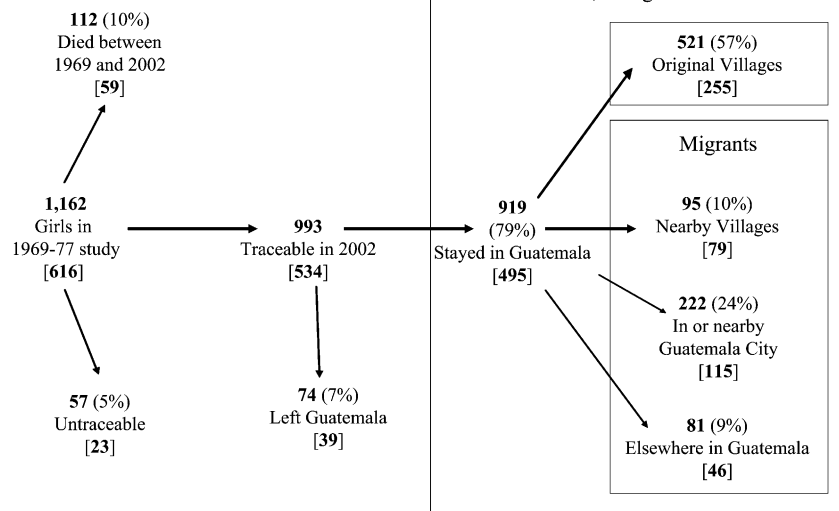 112 (10%)
Died between
1969 and 2002
[59]
1,162
Girls in
1969-77 study
[616]
57 (5%)
Untraceable
[23]
993
Traceable in 2002
[534]
74 (7%)
Left Guatemala
[39]
919
(79%)
Stayed in Guatemala
[495]
521 (57%)
Original Villages
[255]
Migrants
95 (10%)
Nearby Villages
[79]
222 (24%)
In or nearby
Guatemala City
[115]
81 (9%)
Elsewhere in Guatemala
[46]